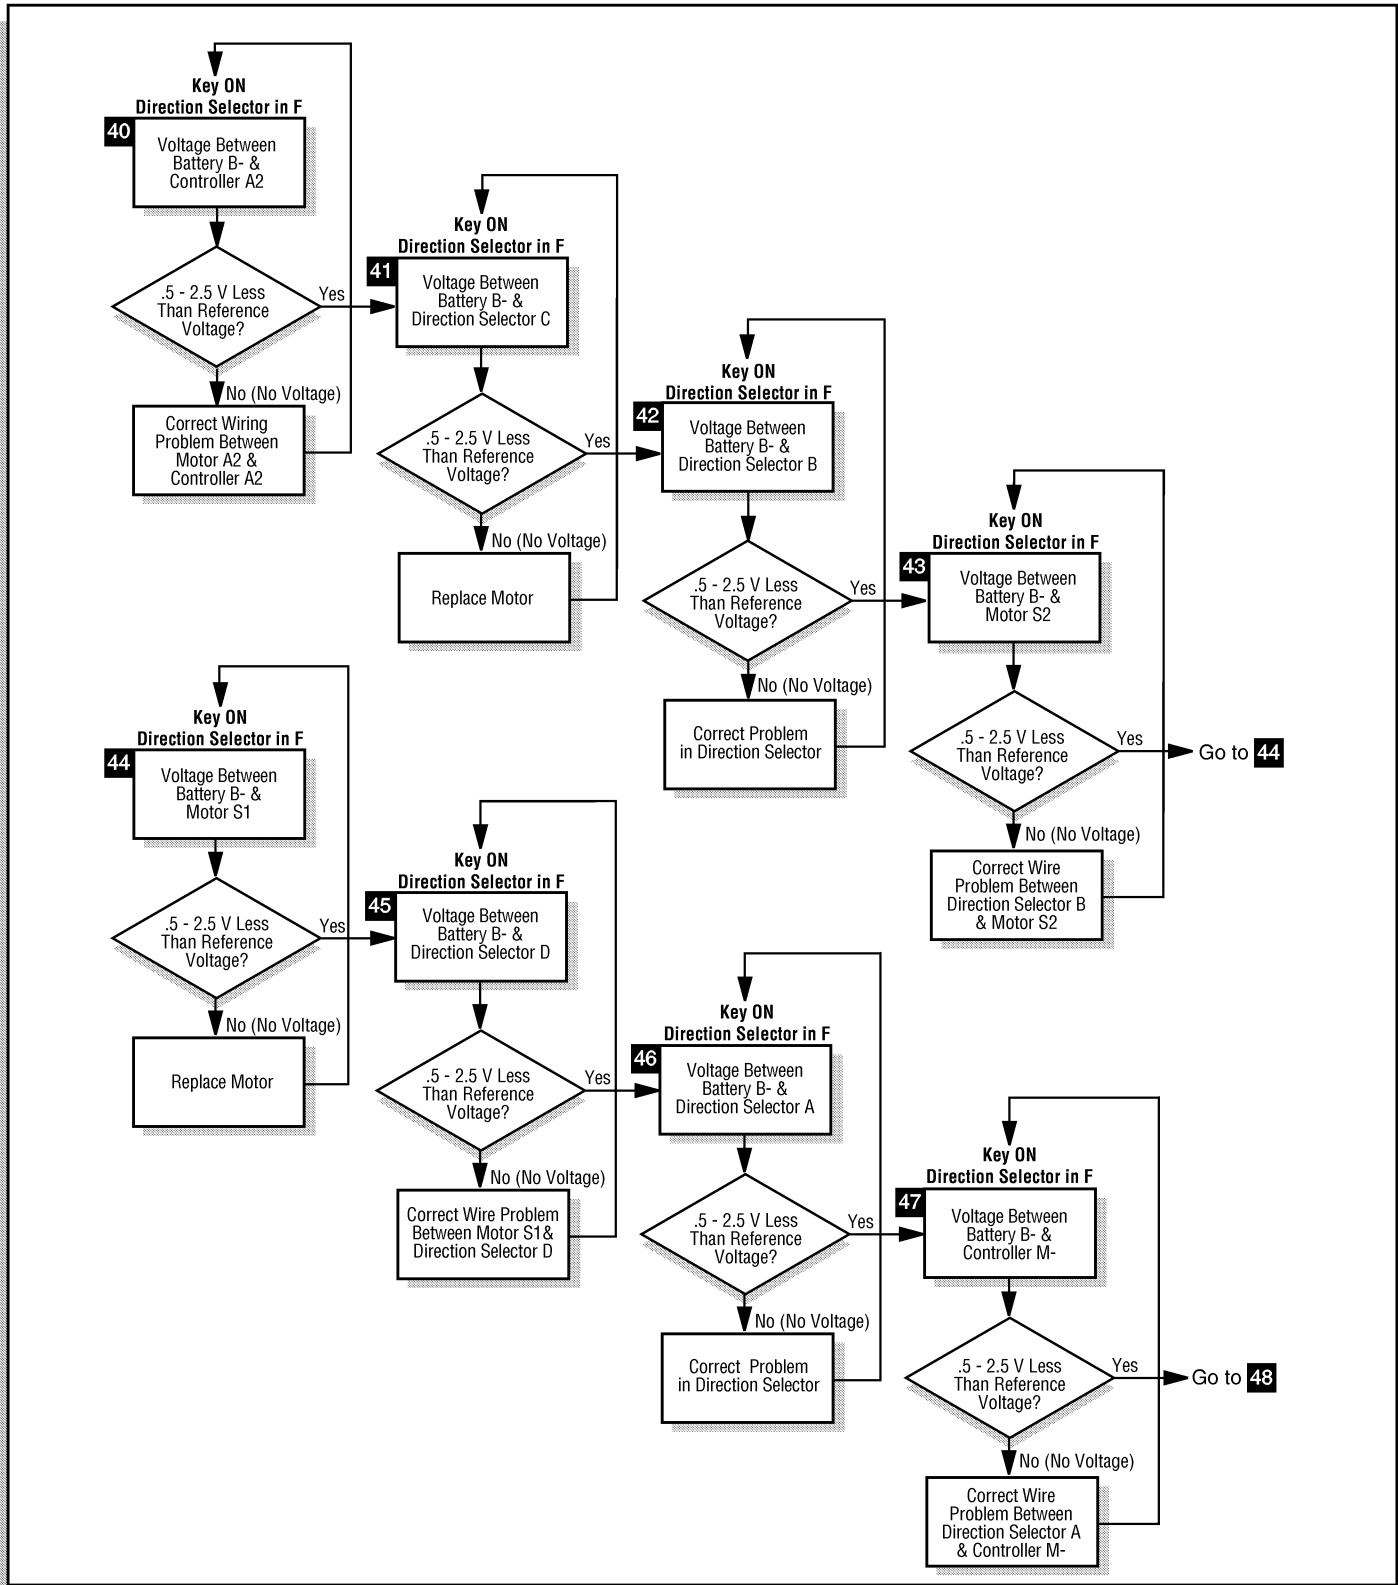 Key ON
Direction Selector in F
40
Voltage Between
Battery B- &
Controller A2
.5 - 2.5 V Less
Than Reference
Voltage?
Yes
No (No Voltage)
Correct Wiring
Problem Between
Motor A2 &
Controller A2
Key ON
Direction Selector in F
41
Voltage Between
Battery B- &
Direction Selector C
.5 - 2.5 V Less
Than Reference
Voltage?
Yes
No (No Voltage)
Replace Motor
Key ON
Direction Selector in F
42
Voltage Between
Battery B- &
Direction Selector B
.5 - 2.5 V Less
Than Reference
Voltage?
Yes
No (No Voltage)
Correct Problem
in Direction Selector
Key ON
Direction Selector in F
43
Voltage Between
Battery B- &
Motor S2
.5 - 2.5 V Less
Than Reference
Voltage?
Yes
Go to 44
No (No Voltage)
Correct Wire
Problem Between
Direction Selector B
& Motor S2
Key ON
Direction Selector in F
44
Voltage Between
Battery B- &
Motor S1
.5 - 2.5 V Less
Than Reference
Voltage?
Yes
No (No Voltage)
Replace Motor
Key ON
Direction Selector in F
45
Voltage Between
Battery B- &
Direction Selector D
.5 - 2.5 V Less
Than Reference
Voltage?
Yes
No (No Voltage)
Correct Wire Problem
Between Motor S1&
Direction Selector D
Key ON
Direction Selector in F
46
Voltage Between
Battery B- &
Direction Selector A
.5 - 2.5 V Less
Than Reference
Voltage?
Yes
No (No Voltage)
Correct Problem
in Direction Selector
Key ON
Direction Selector in F
47
Voltage Between
Battery B- &
Controller M-
.5 - 2.5 V Less
Than Reference
Voltage?
Yes
Go to 48
No (No Voltage)
Correct Wire
Problem Between
Direction Selector A
& Controller M-